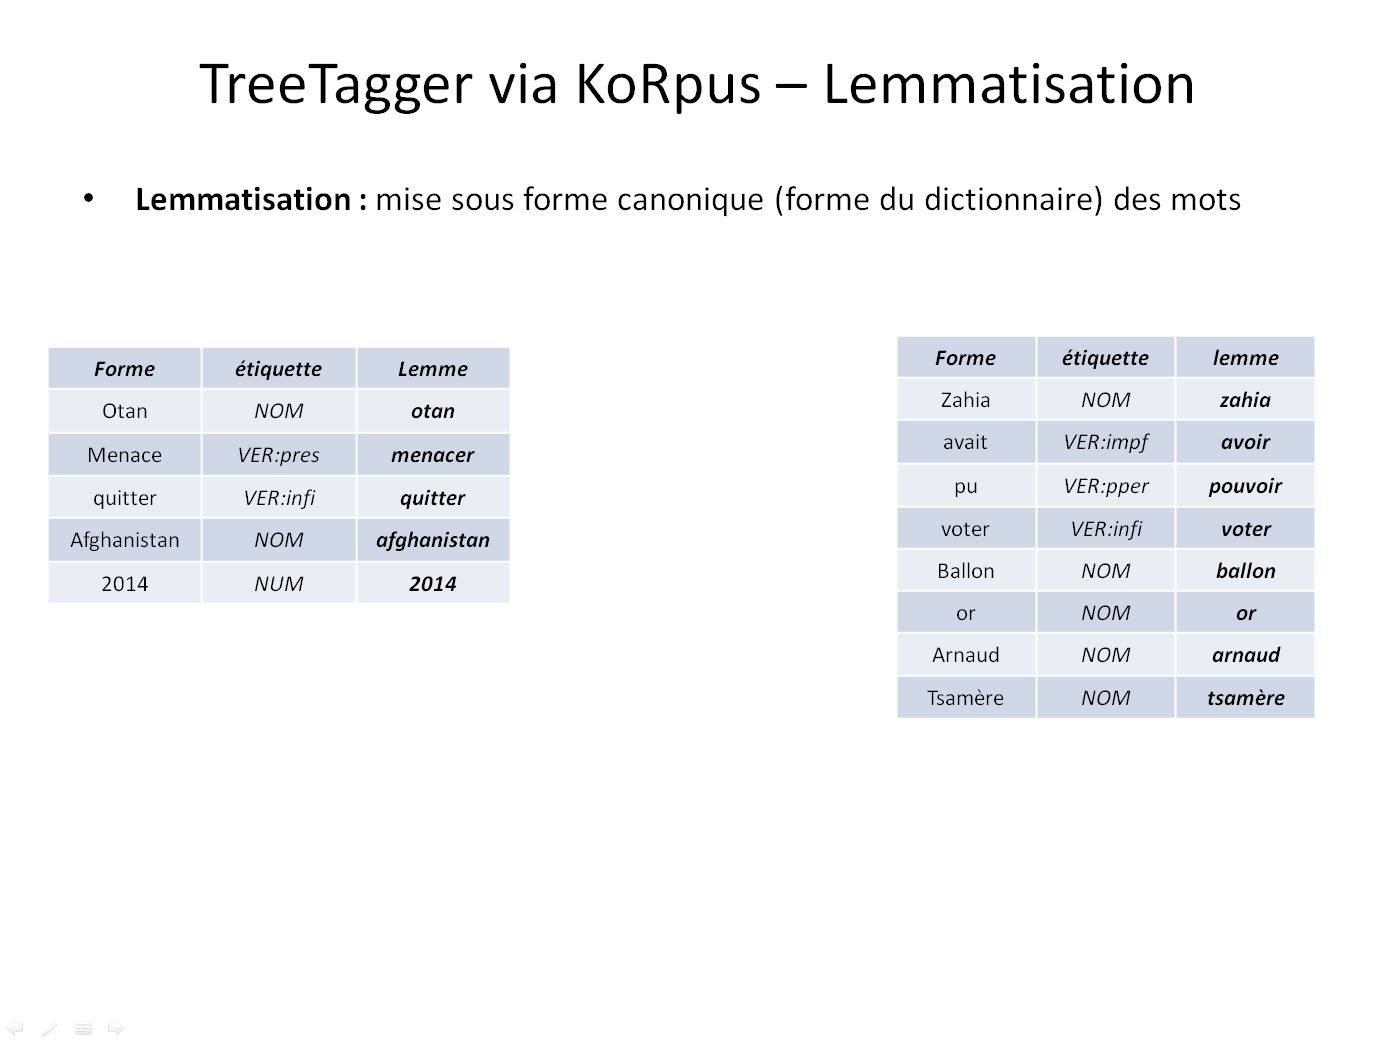 TreeTagger via KoRpus – Lemmatisation
• Lemmatisation : mise sous forme canonique (forme du dictionnaire) des mots
Forme étiquette Lemme
Otan NOM otan
Menace VER:pres menacer
quitter VER:infi quitter
Afghanistan NOM afghanistan
2014 NUM 2014
Forme étiquette lemme
Zahia NOM zahia
avait VER:impf avoir
pu VER:pper pouvoir
voter VER:infi voter
Ballon NOM ballon
or NOM or
Arnaud NOM arnaud
Tsamère NOM tsamère